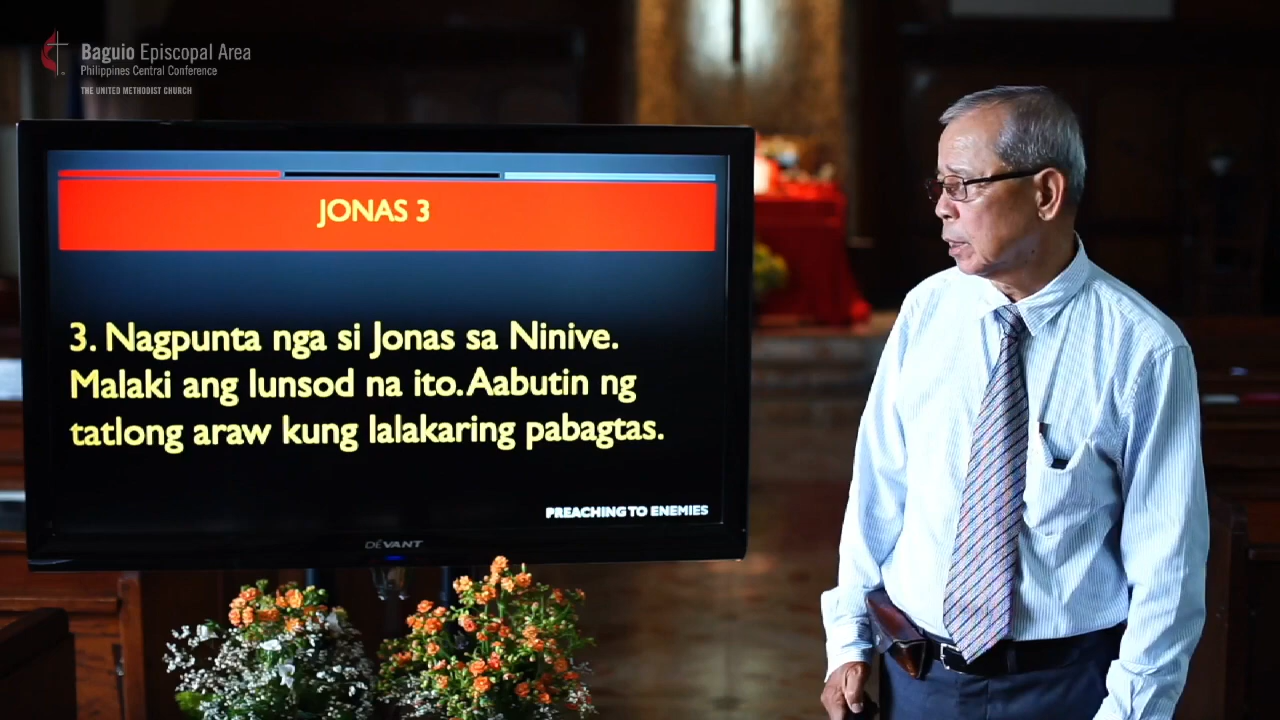 Baguio Episcopal Area
Philippines Central Conference
THE UNITED METHODIST CHURCH
JONAS 3
3. Nagpunta nga si Jonas sa Ninive.
Malaki ang lunsod na ito. Aabutin ng
tatlong araw kung lalakaring pabagtas.
PREACHING TO ENEMIES
DEVANT